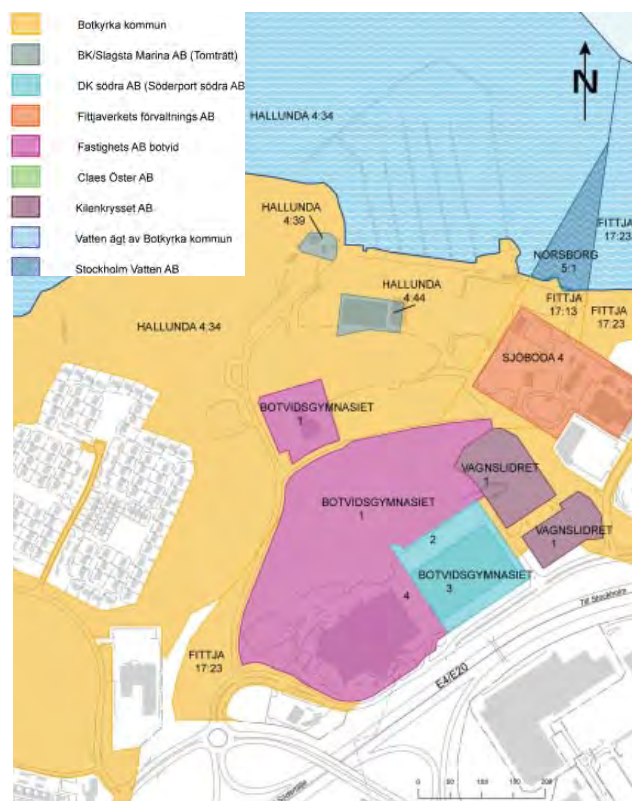 Botkyrka kommun
BK/Slagsta Marina AB (Tomträtt)
DK södra AB (Söderport södra AB
Fittjaverkets förvaltnings AB
Fastighets AB botvid
Claes Öster AB
Kilenkrysset AB
Vatten ägt av Botkyrka kommun
Stockholm Vatten AB
N
HALLUNDA 4:34
HALLUNDA
4:39
FITTJA
17:23
NORSBORG
5:1
HALLUNDA
4:44
FITTJA
17:13
FITTJA
17:23
HALLUNDA 4:34
SJÖBODA 4
BOTVIDSGYMNASIET
1
VAGNSLIDRET
1
BOTVIDSGYMNASIET
1
VAGNSLIDRET
1
2
BOTVIDSGYMNASIET
3
4
Till Stockholm
FITTJA
17:23
E4/E20
0 50 100 200